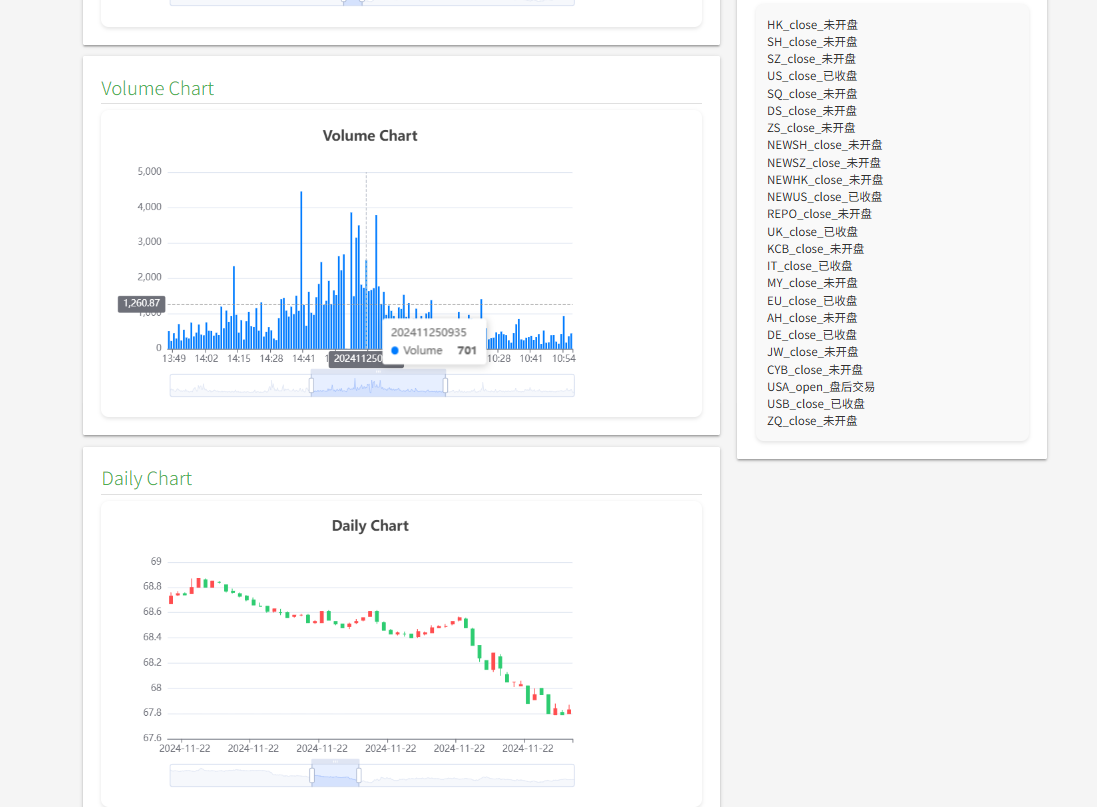 Volume Chart
Volume Chart
5,000
4,000
3,000
2,000
1,260.87
1,000
0
13:49 14:02 14:15 14:28 14:41 202411250 10:28 10:41 10:54
202411250935
Volume 701
Daily Chart
Daily Chart
69
68.8
68.6
68.4
68.2
68
67.8
67.6
2024-11-22 2024-11-22 2024-11-22 2024-11-22 2024-11-22 2024-11-22
HK_close_未开盘
SH_close_未开盘
SZ_close_未开盘
US_close_已收盘
SQ_close_未开盘
DS_close_未开盘
ZS_close_未开盘
NEWSH_close_未开盘
NEWSZ_close_未开盘
NEWHK_close_未开盘
NEWUS_close_已收盘
REPO_close_未开盘
UK_close_已收盘
KCB_close_未开盘
IT_close_已收盘
MY_close_未开盘
EU_close_已收盘
AH_close_未开盘
DE_close_已收盘
JW_close_未开盘
CYB_close_未开盘
USA_open_盘后交易
USB_close_已收盘
ZQ_close_未开盘